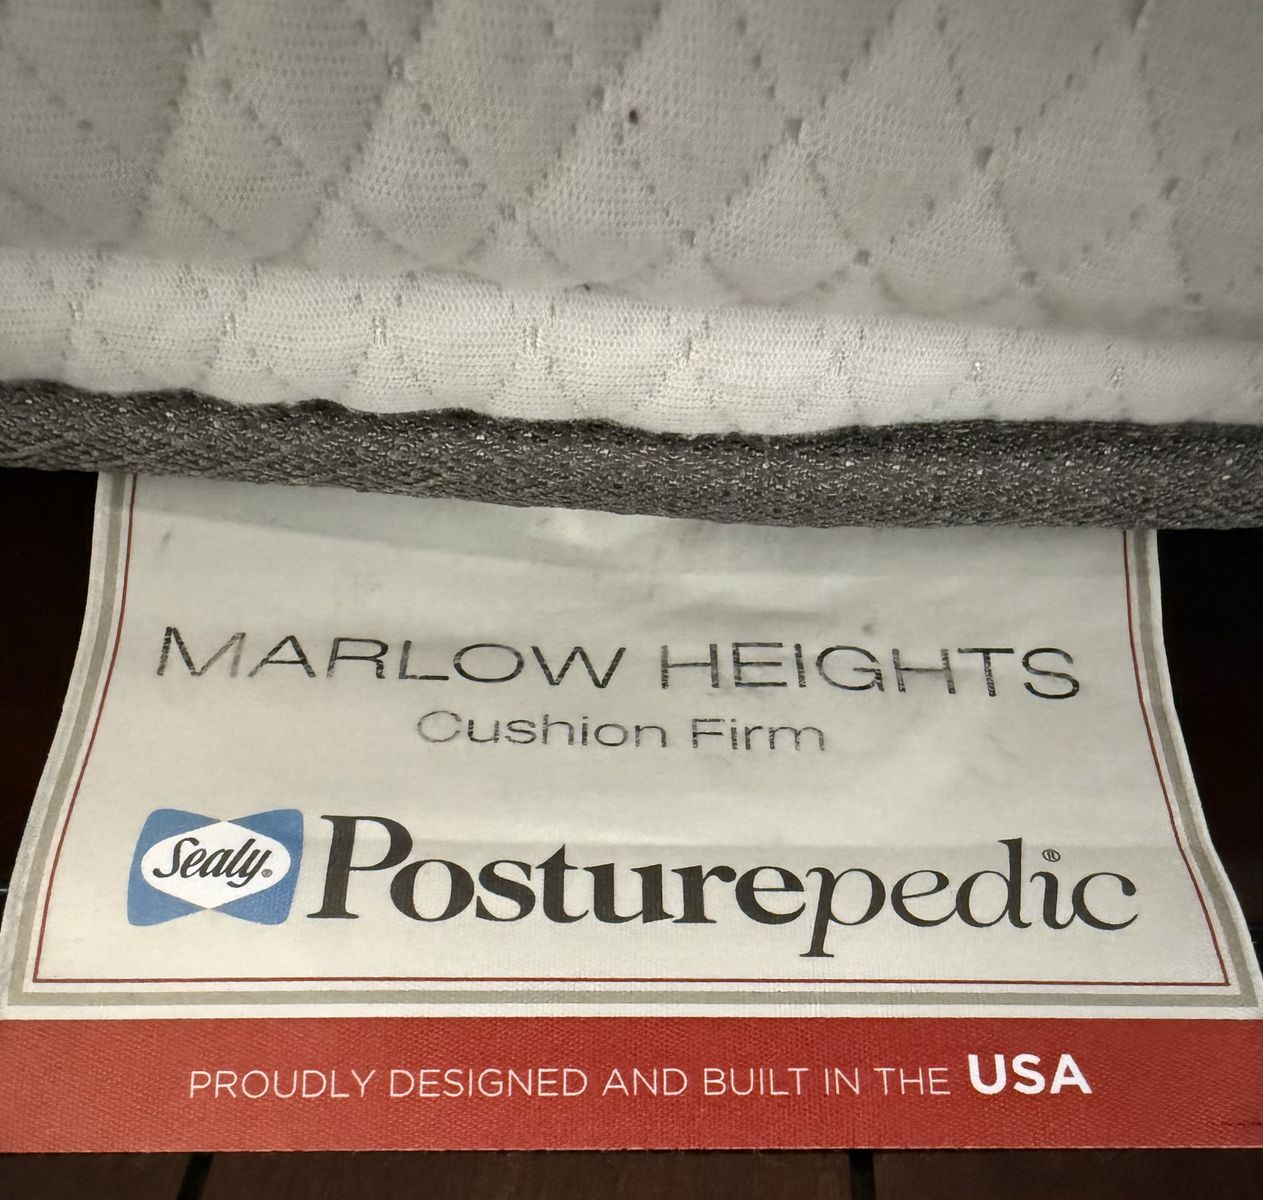 MARLOW HEIGHTS
Cushion Firm
Sealy® Posturepedic®
PROUDLY DESIGNED AND BUILT IN THE USA